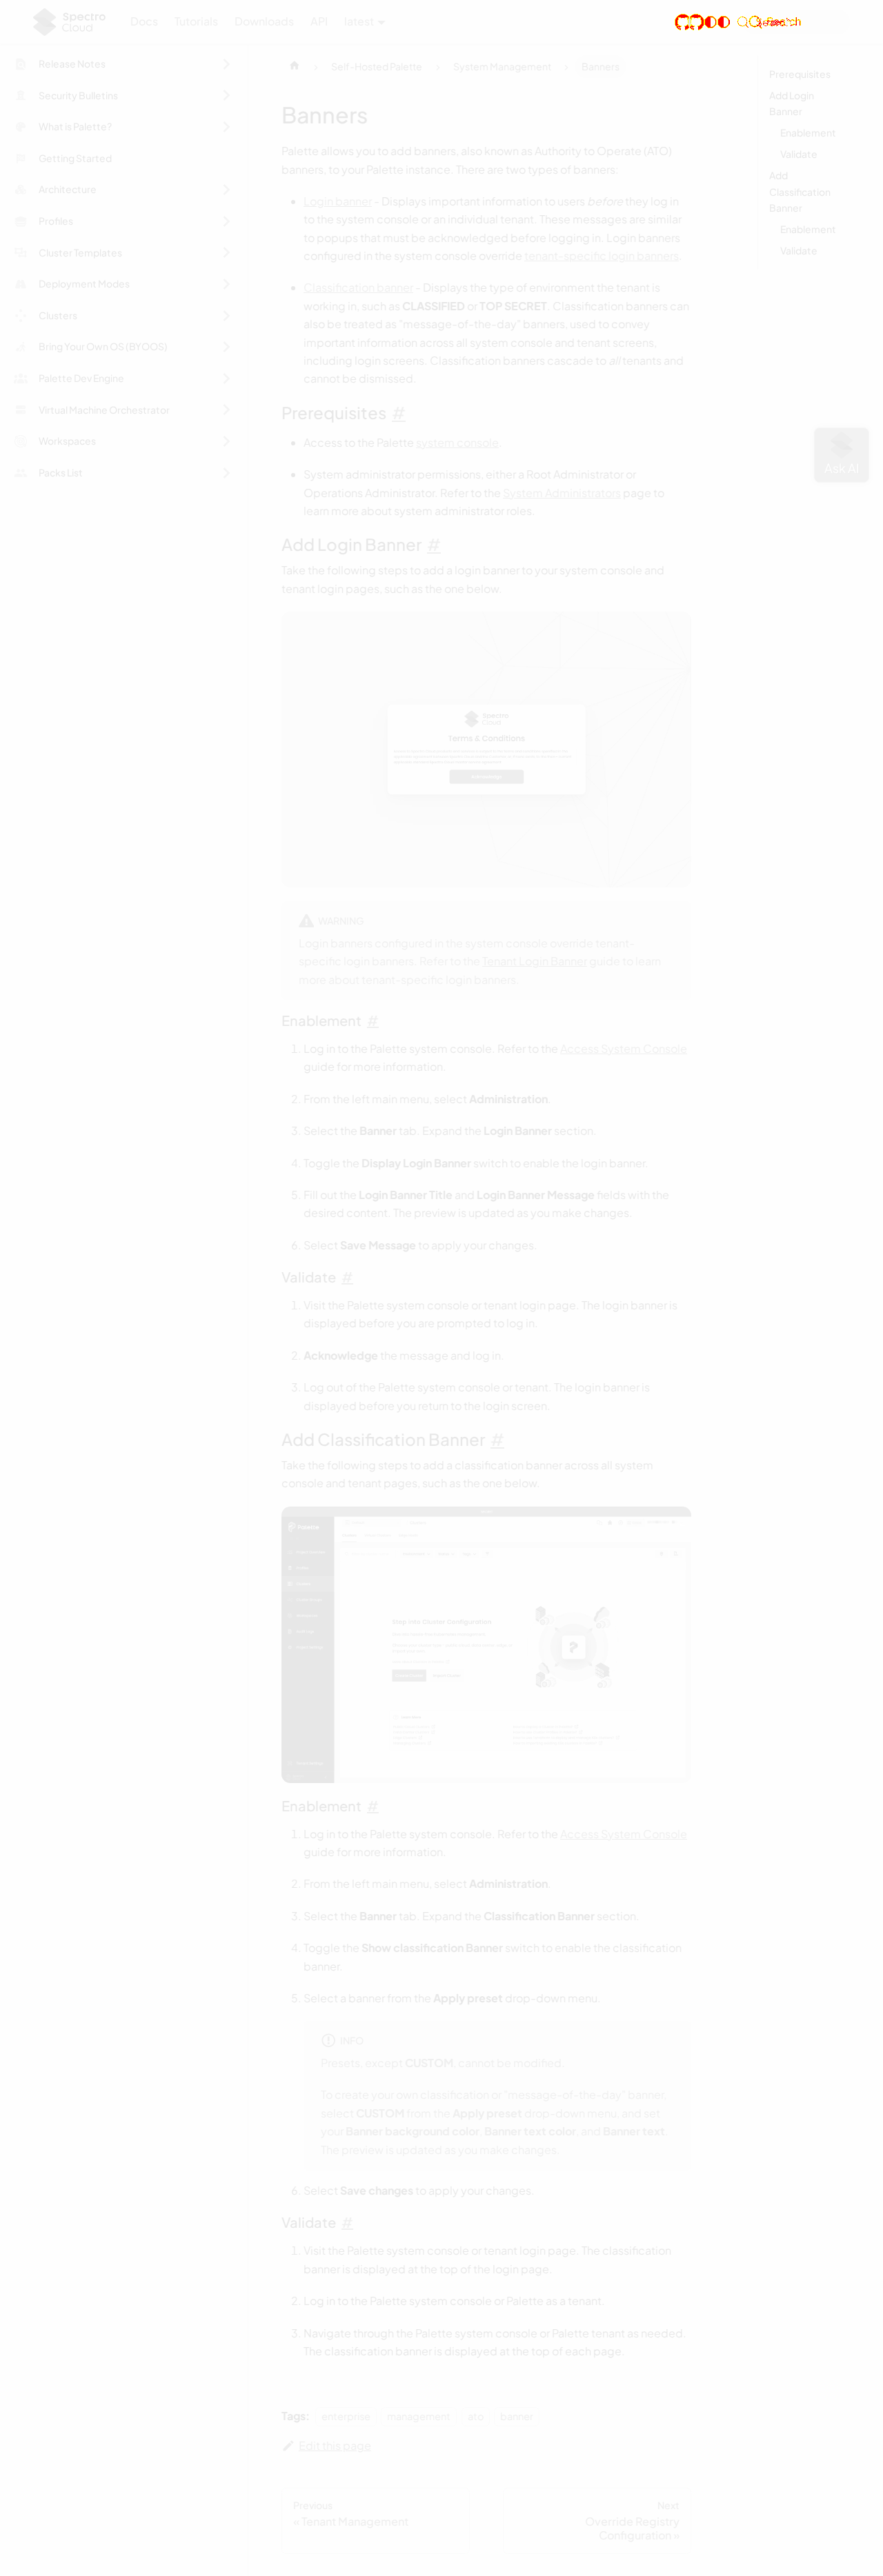 Spectro Cloud
Docs
Tutorials
Downloads
API
latest
Release Notes
Security Bulletins
What is Palette?
Getting Started
Architecture
Profiles
Cluster Templates
Deployment Modes
Clusters
Bring Your Own OS (BYOOS)
Palette Dev Engine
Virtual Machine Orchestrator
Workspaces
Packs List
Self-Hosted Palette
System Management
Banners
Banners
Palette allows you to add banners, also known as Authority to Operate (ATO)
banners, to your Palette instance. There are two types of banners:
Login banner - Displays important information to users before they log in
to the system console or an individual tenant. These messages are similar
to popups that must be acknowledged before logging in. Login banners
configured in the system console override tenant-specific login banners.
Classification banner - Displays the type of environment the tenant is
working in, such as CLASSIFIED or TOP SECRET. Classification banners can
also be treated as "message-of-the-day" banners, used to convey
important information across all system console and tenant screens,
including login screens. Classification banners cascade to all tenants and
cannot be dismissed.
Prerequisites #
Access to the Palette system console.
System administrator permissions, either a Root Administrator or
Operations Administrator. Refer to the System Administrators page to
learn more about system administrator roles.
Add Login Banner #
Take the following steps to add a login banner to your system console and
tenant login pages, such as the one below.
Spectro Cloud
Terms & Conditions
WARNING
Login banners configured in the system console override tenant-
specific login banners. Refer to the Tenant Login Banner guide to learn
more about tenant-specific login banners.
Enablement #
1. Log in to the Palette system console. Refer to the Access System Console
guide for more information.
2. From the left main menu, select Administration.
3. Select the Banner tab. Expand the Login Banner section.
4. Toggle the Display Login Banner switch to enable the login banner.
5. Fill out the Login Banner Title and Login Banner Message fields with the
desired content. The preview is updated as you make changes.
6. Select Save Message to apply your changes.
Validate #
1. Visit the Palette system console or tenant login page. The login banner is
displayed before you are prompted to log in.
2. Acknowledge the message and log in.
3. Log out of the Palette system console or tenant. The login banner is
displayed before you return to the login screen.
Add Classification Banner #
Take the following steps to add a classification banner across all system
console and tenant pages, such as the one below.
Enablement #
1. Log in to the Palette system console. Refer to the Access System Console
guide for more information.
2. From the left main menu, select Administration.
3. Select the Banner tab. Expand the Classification Banner section.
4. Toggle the Show classification Banner switch to enable the classification
banner.
5. Select a banner from the Apply preset drop-down menu.
INFO
Presets, except CUSTOM, cannot be modified.
To create your own classification or "message-of-the-day" banner,
select CUSTOM from the Apply preset drop-down menu, and set
your Banner background color, Banner text color, and Banner text.
The preview is updated as you make changes.
6. Select Save changes to apply your changes.
Validate #
1. Visit the Palette system console or tenant login page. The classification
banner is displayed at the top of the login page.
2. Log in to the Palette system console or Palette as a tenant.
3. Navigate through the Palette system console or Palette tenant as needed.
The classification banner is displayed at the top of each page.
Tags:
enterprise
management
ato
banner
Edit this page
Previous
« Tenant Management
Next
Override Registry
Configuration »
Prerequisites
Add Login
Banner
Enablement
Validate
Add
Classification
Banner
Enablement
Validate
Ask AI